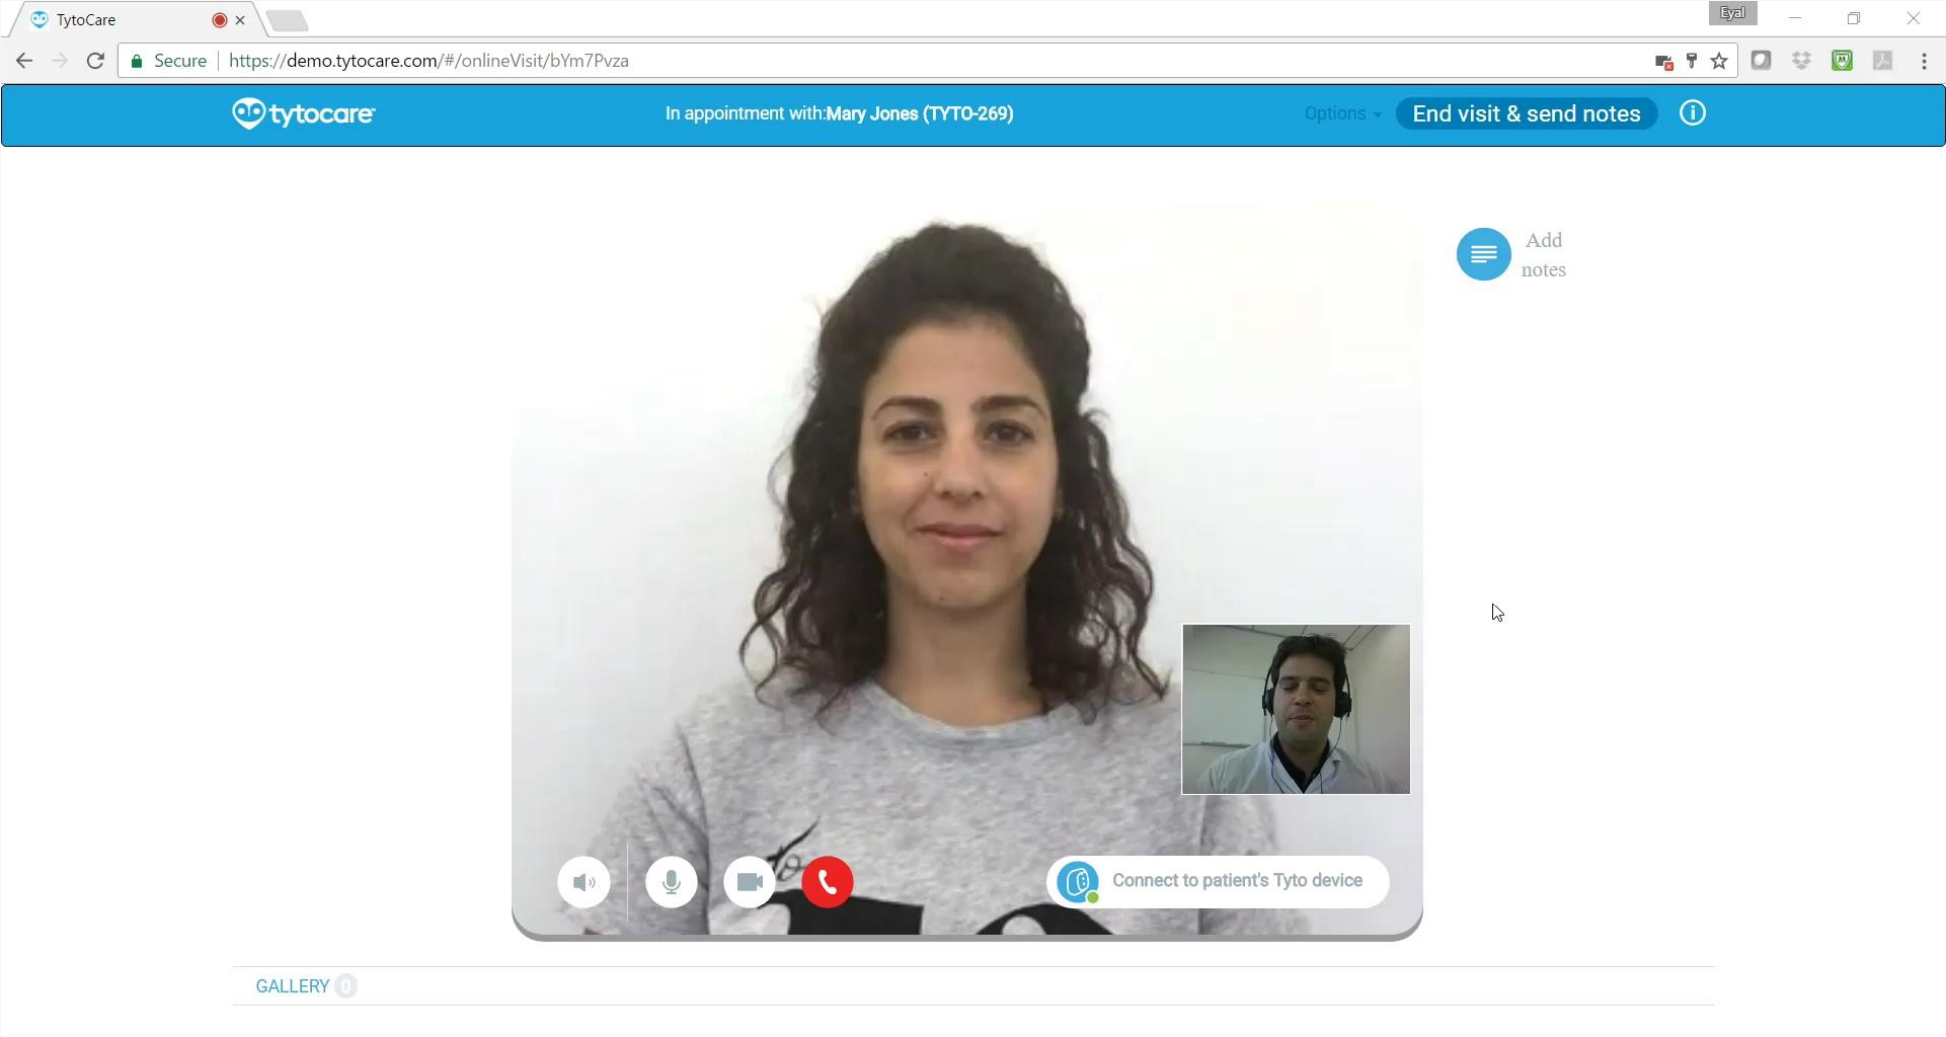 TytoCare
Eyal
Secure https://demo.tytocare.com/#/onlineVisit/bYm7Pvza
tytocare
In appointment with:Mary Jones (TYTO-269)
Options
End visit & send notes
Add
notes
to
Connect to patient's Tyto device
GALLERY 0